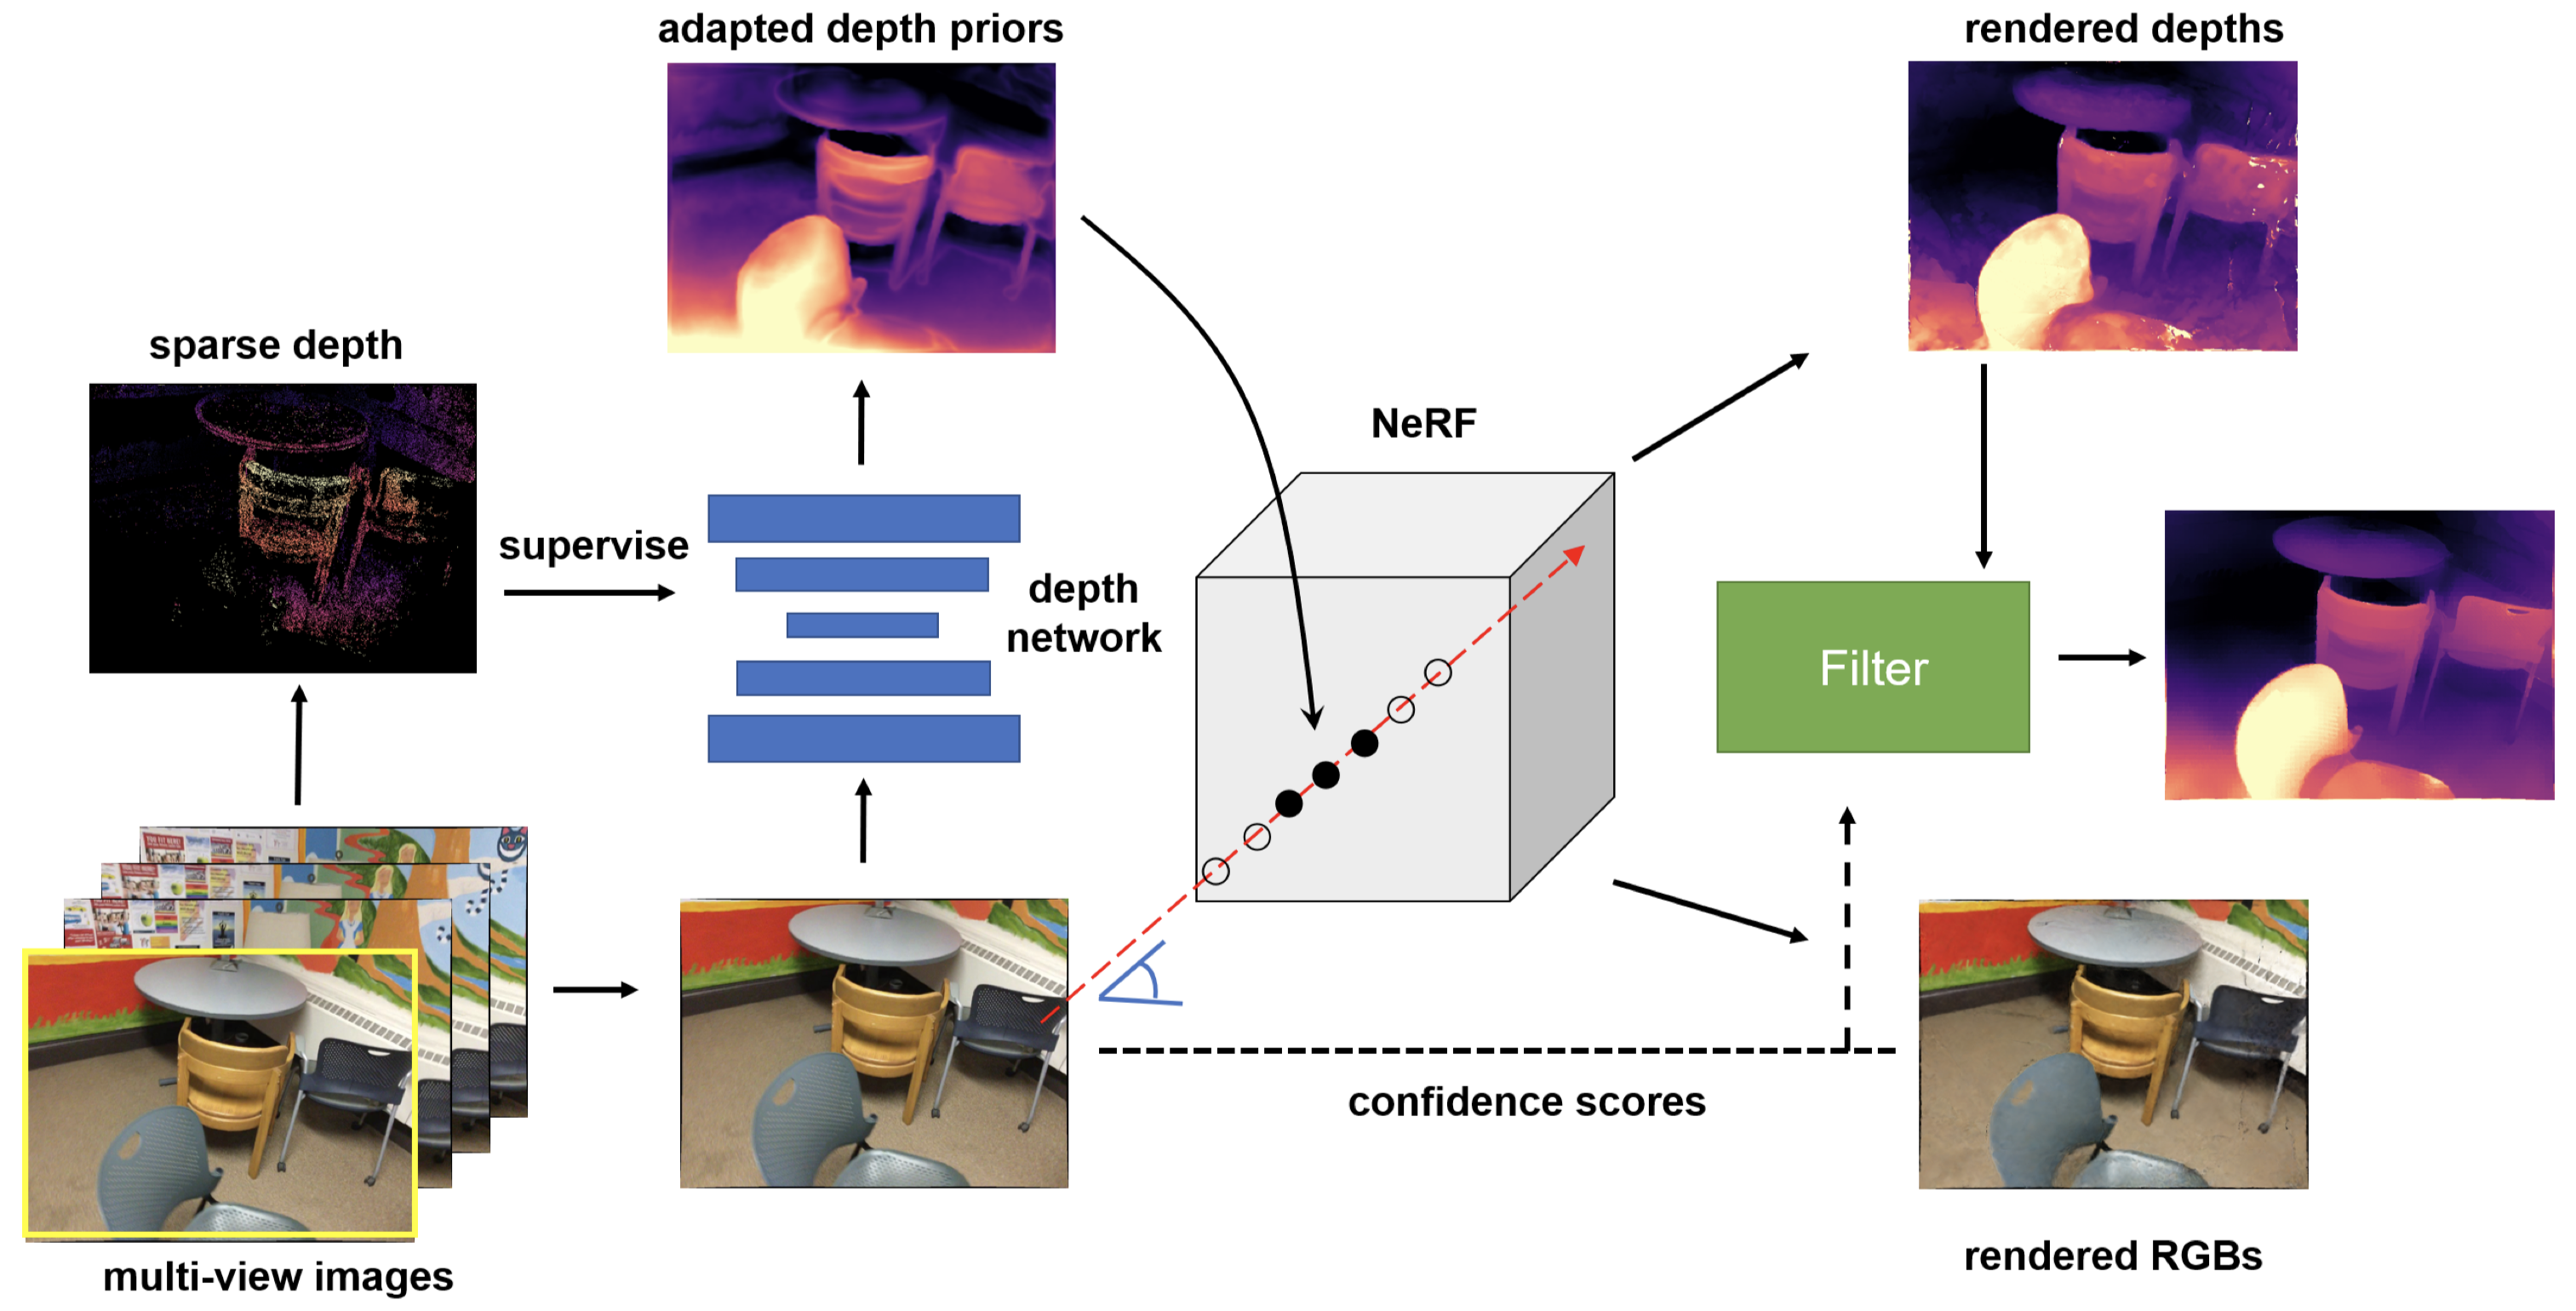 adapted depth priors
rendered depths
sparse depth
NeRF
supervise
depth
network
Filter
confidence scores
rendered RGBs
multi-view images